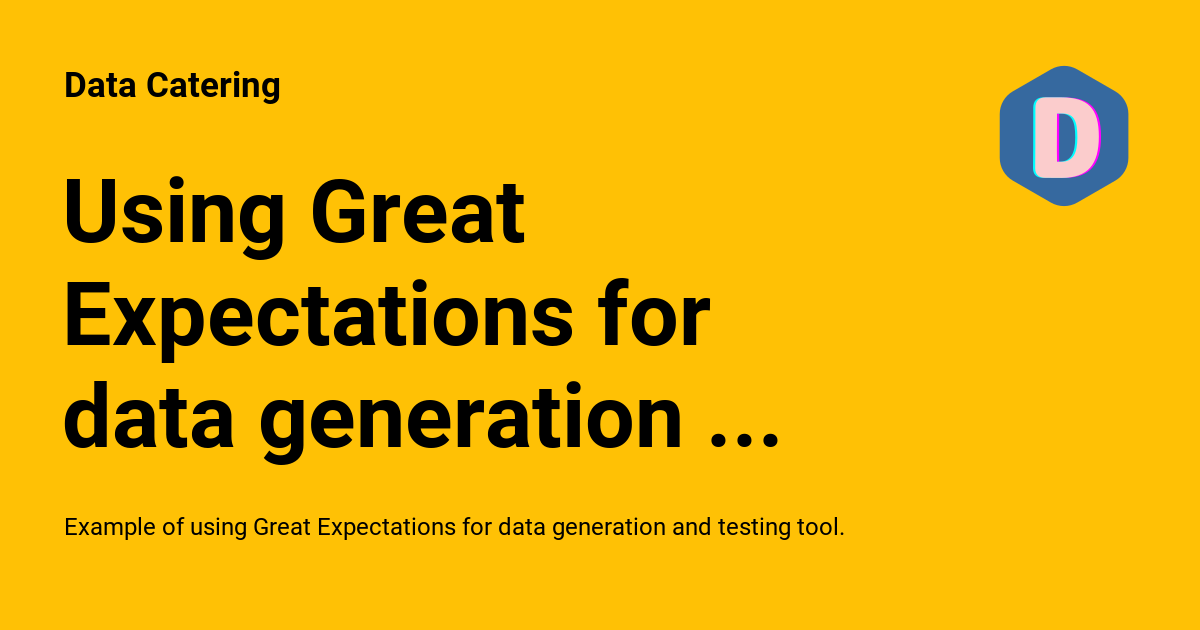 Data Catering
D
Using Great
Expectations for
data generation ...
Example of using Great Expectations for data generation and testing tool.